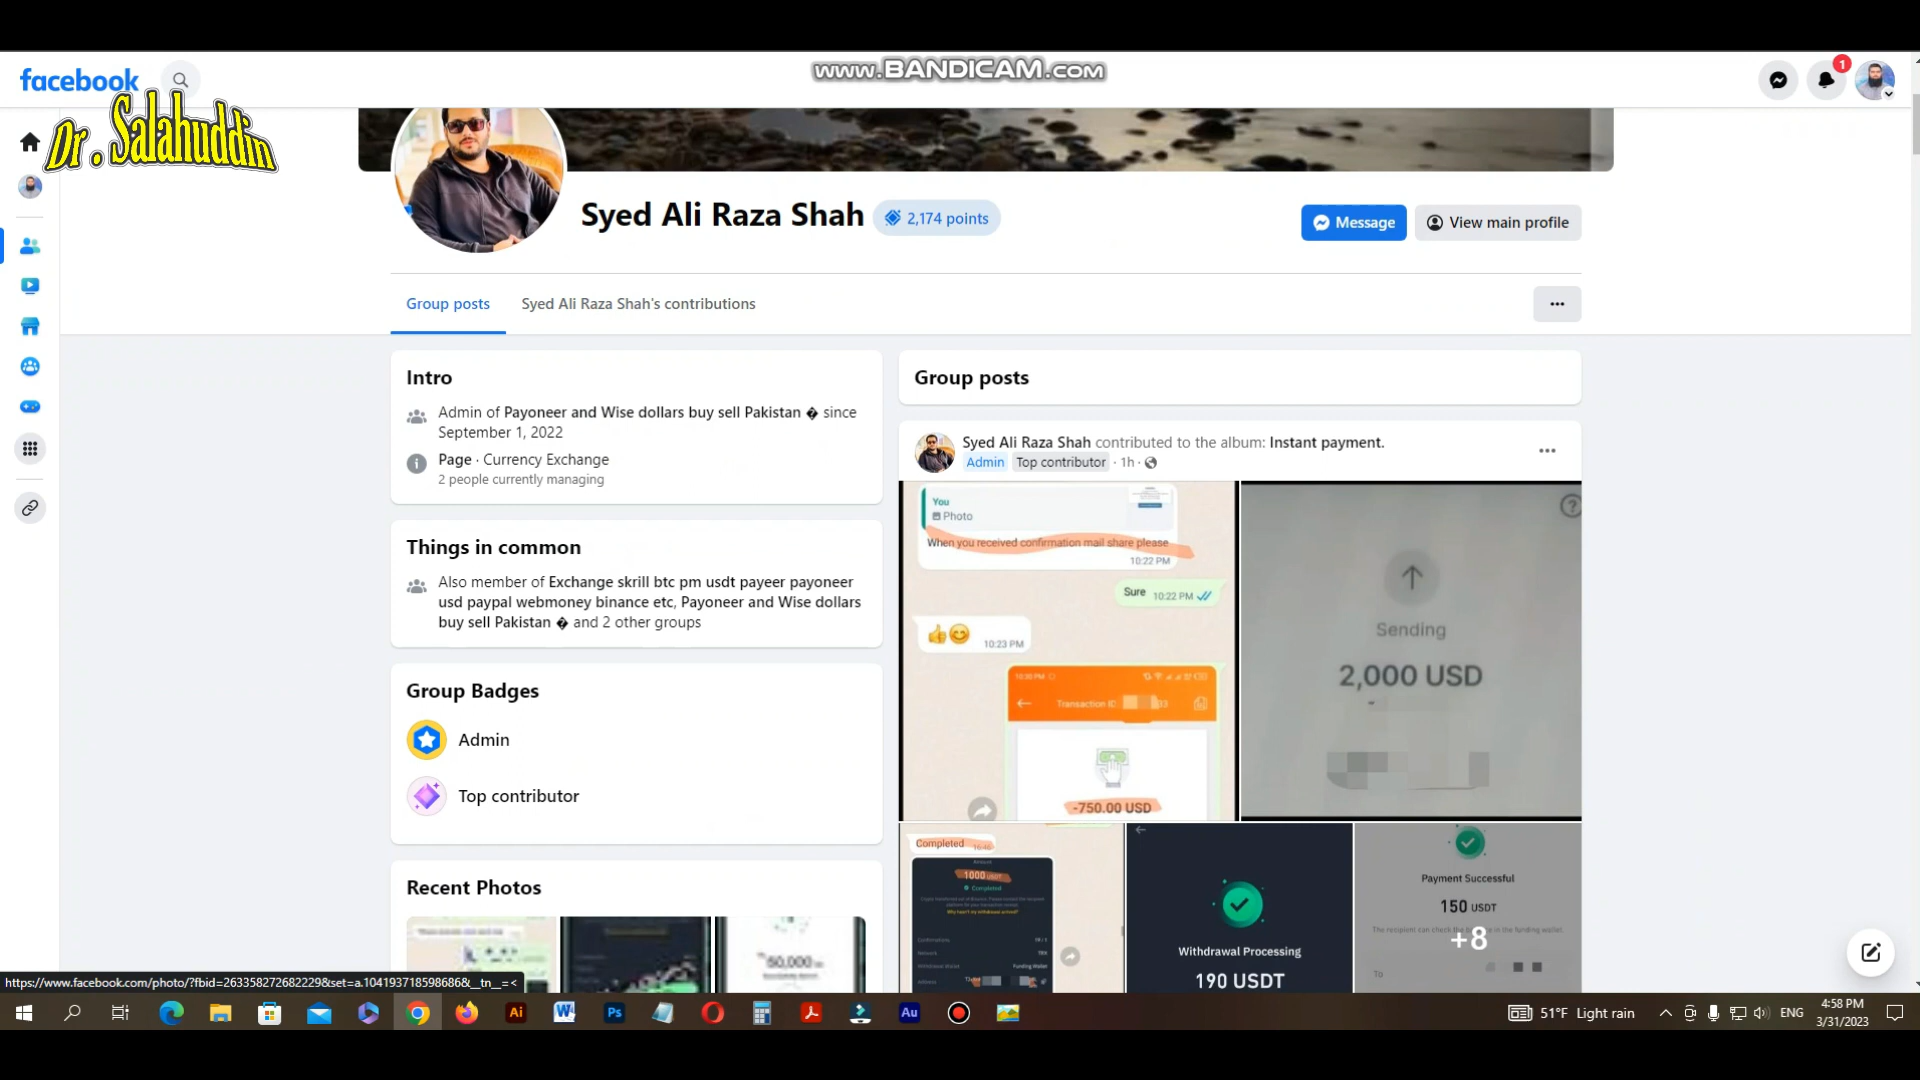 www.BANDICAM.com
facebook
1
Dr. Salahuddin
Syed Ali Raza Shah
2,174 points
Message
View main profile
Group posts
Syed Ali Raza Shah's contributions
Intro
Admin of Payoneer and Wise dollars buy sell Pakistan � since
September 1, 2022
Page · Currency Exchange
2 people currently managing
Things in common
Also member of Exchange skrill btc pm usdt payeer payoneer
usd paypal webmoney binance etc, Payoneer and Wise dollars
buy sell Pakistan � and 2 other groups
Group Badges
Admin
Top contributor
Recent Photos
Group posts
Syed Ali Raza Shah contributed to the album: Instant payment.
Admin Top contributor · 1h ·
You
Photo
When you received confirmation mail share please
10:22 PM
Sure 10:22 PM
10:23 PM
Transaction ID:
-750.00 USD
Sending
2,000 USD
Completed
1000 USDT
Completed
Withdrawal Processing
190 USDT
Payment Successful
150 USDT
+8
To
https://www.facebook.com/photo/?fbid=263358272682229&set=a.104193718598686&__tn__=<
51°F Light rain
ENG
4:58 PM
3/31/2023